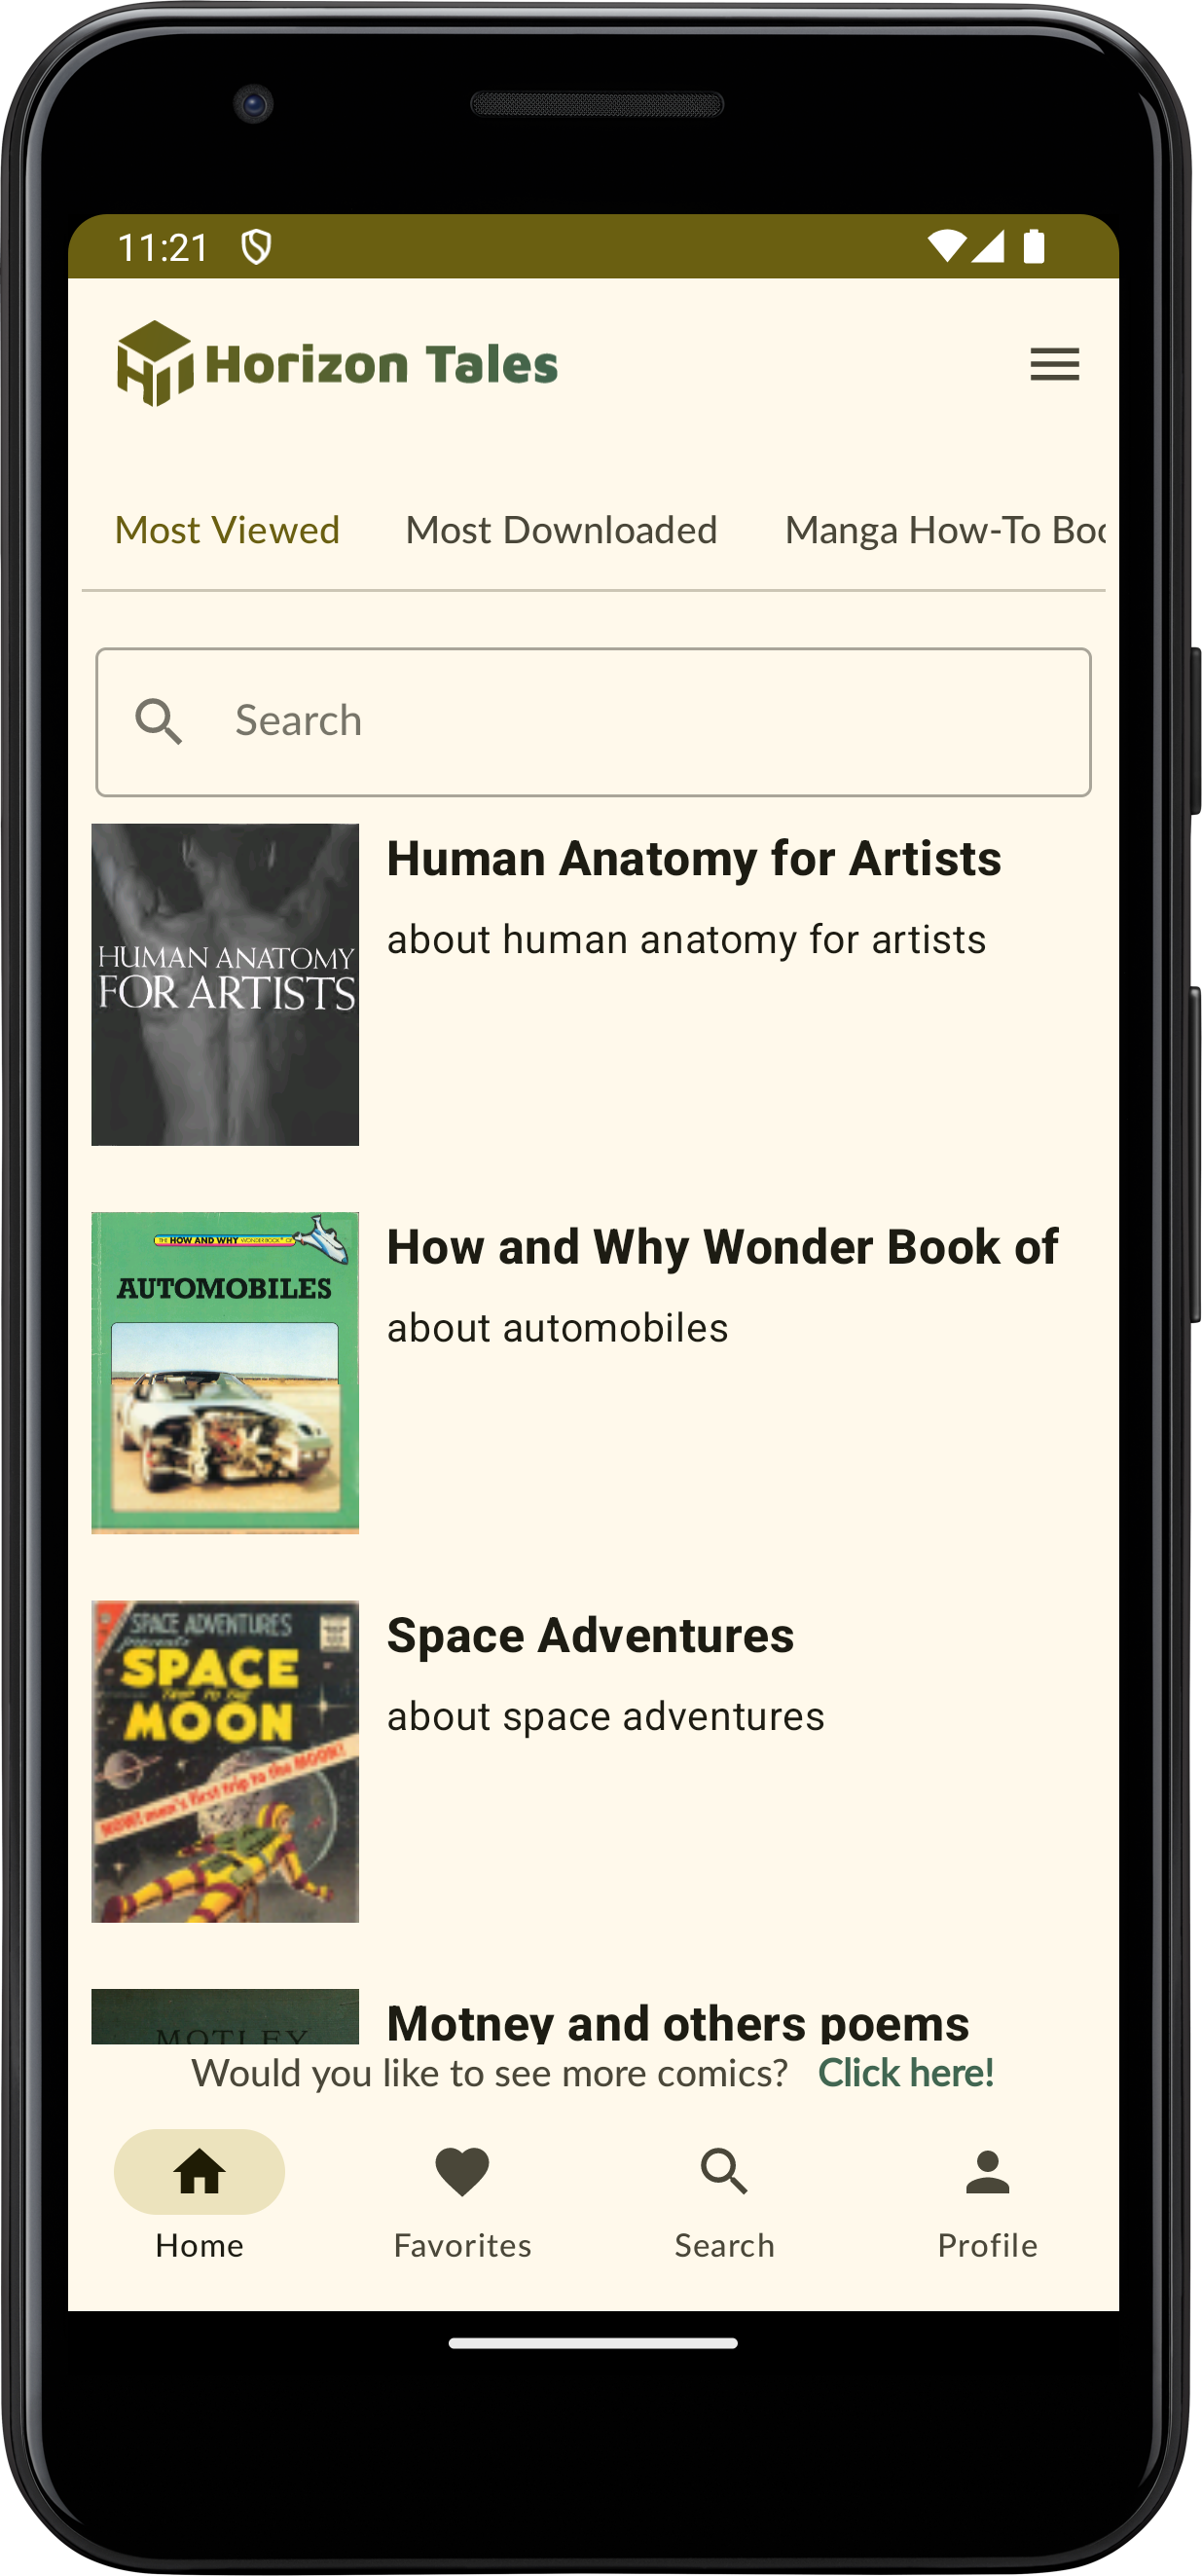 11:21
Horizon Tales
Most Viewed Most Downloaded Manga How-To Boo
Search
Human Anatomy for Artists
about human anatomy for artists
HUMAN ANATOMY
FOR ARTISTS
How and Why Wonder Book of
about automobiles
THE HOW AND WHY WONDER BOOK OF
AUTOMOBILES
Space Adventures
about space adventures
SPACE ADVENTURES
presents
SPACE
TRIP TO THE
MOON
NOW! man's first trip to the MOON!
Motney and others poems
MOTLEY
Would you like to see more comics? Click here!
Home Favorites Search Profile